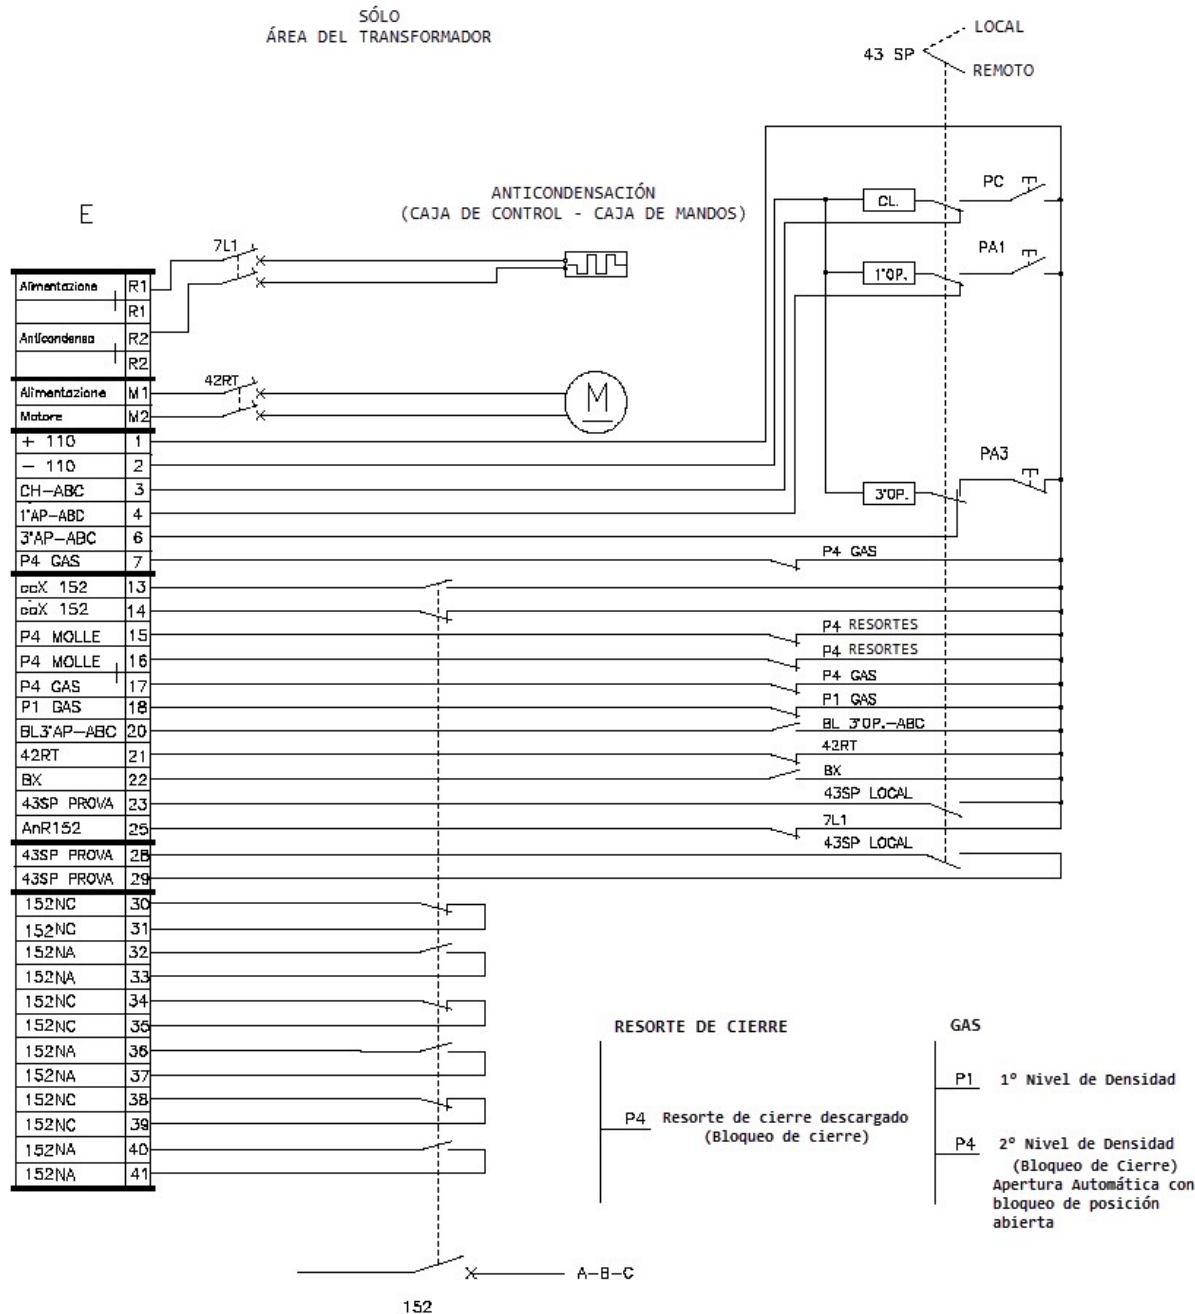 SÓLO
ÁREA DEL TRANSFORMADOR
LOCAL
43 SP
REMOTO
ANTICONDENSACIÓN
(CAJA DE CONTROL - CAJA DE MANDOS)
E
PC
CL.
7L1
PA1
1°OP.
Alimentazione R1
R1
Anticondensa R2
R2
42RT
M
Alimentazione M1
Motore M2
+ 110 1
− 110 2
PA3
CH−ABC 3
3°OP.
1°AP−ABC 4
3°AP−ABC 6
P4 GAS 7 P4 GAS
ccX 152 13
caX 152 14
P4 MOLLE 15 P4 RESORTES
P4 MOLLE 16 P4 RESORTES
P4 GAS 17 P4 GAS
P1 GAS 18 P1 GAS
BL3°AP−ABC 20 BL 3°OP.−ABC
42RT 21 42RT
BX 22 BX
43SP PROVA 23 43SP LOCAL
AnR152 25 7L1
43SP PROVA 28 43SP LOCAL
43SP PROVA 29
152NC 30
152NC 31
152NA 32
152NA 33
152NC 34
152NC 35
152NA 36
152NA 37
152NC 38
152NC 39
152NA 40
152NA 41
RESORTE DE CIERRE
P4 Resorte de cierre descargado
(Bloqueo de cierre)
GAS
P1 1º Nivel de Densidad
P4 2º Nivel de Densidad
(Bloqueo de Cierre)
Apertura Automática con
bloqueo de posición
abierta
A−B−C
152